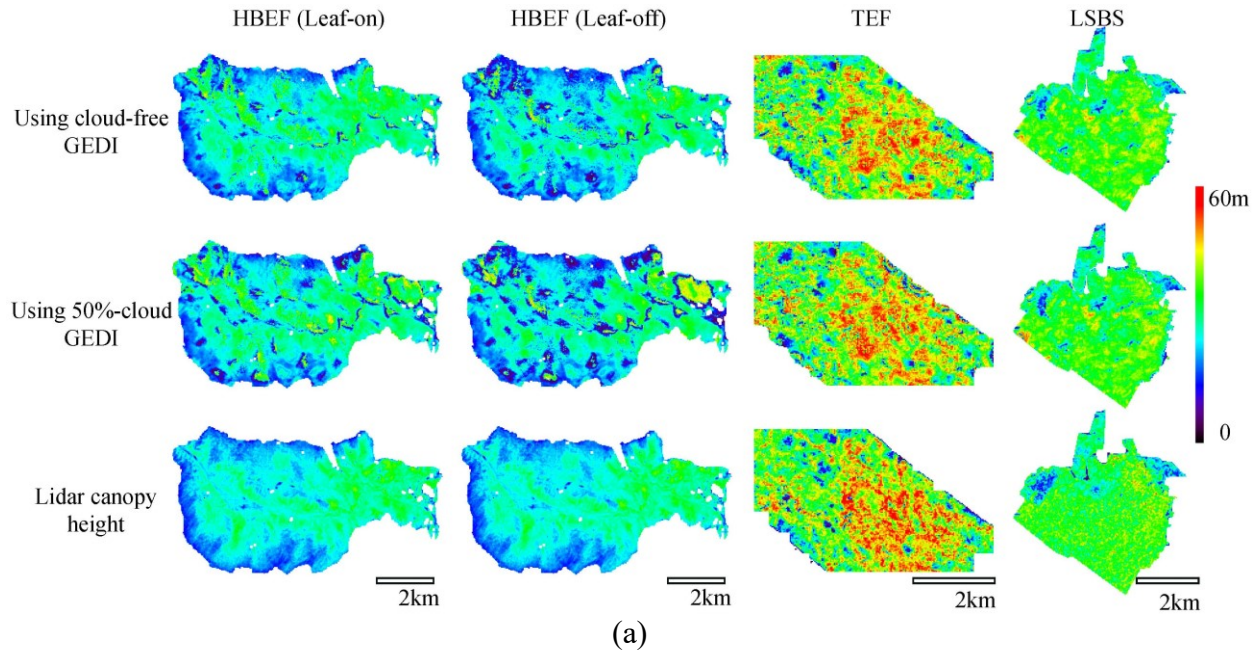 HBEF (Leaf-on) HBEF (Leaf-off) TEF LSBS
Using cloud-free
GEDI
60m
Using 50%-cloud
GEDI
0
Lidar canopy
height
2km 2km 2km 2km
(a)